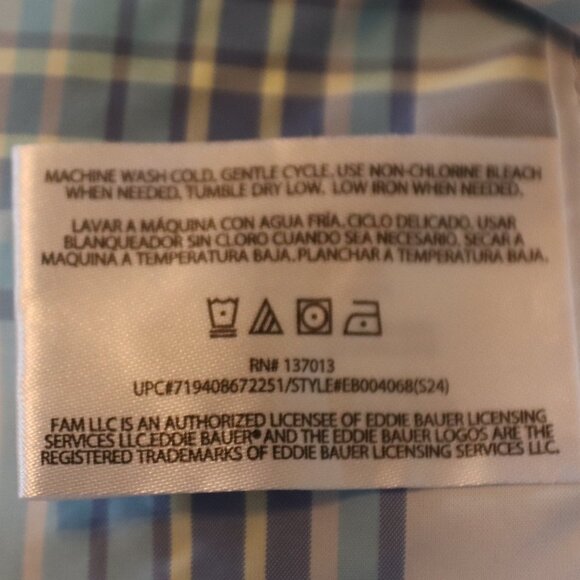 MACHINE WASH COLD, GENTLE CYCLE, USE NON-CHLORINE BLEACH
WHEN NEEDED, TUMBLE DRY LOW. LOW IRON WHEN NEEDED.
LAVAR A MÁQUINA CON AGUA FRÍA, CICLO DELICADO, USAR
BLANQUEADOR SIN CLORO CUANDO SEA NECESARIO, SECAR A
MAQUINA A TEMPERATURA BAJA. PLANCHAR A TEMPERATURA BAJA.
RN# 137013
UPC#719408672251/STYLE#EB004068(S24)
FAM LLC IS AN AUTHORIZED LICENSEE OF EDDIE BAUER LICENSING
SERVICES LLC.EDDIE BAUER® AND THE EDDIE BAUER LOGOS ARE THE
REGISTERED TRADEMARKS OF EDDIE BAUER LICENSING SERVICES LLC.